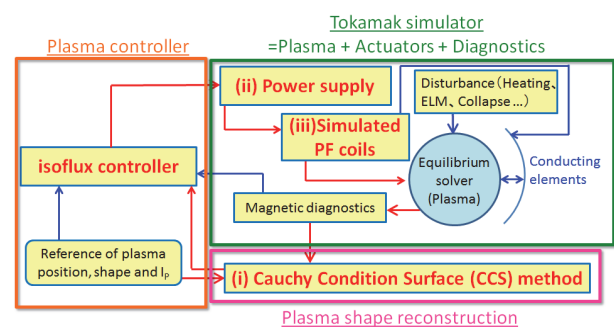 Tokamak simulator
Plasma controller
=Plasma + Actuators + Diagnostics
(ii) Power supply
Disturbance（Heating、
ELM、Collapse …）
(iii)Simulated
PF coils
isoflux controller
Equilibrium
solver
(Plasma)
Conducting
elements
Magnetic diagnostics
Reference of plasma
position, shape and IP
(i) Cauchy Condition Surface (CCS) method
Plasma shape reconstruction